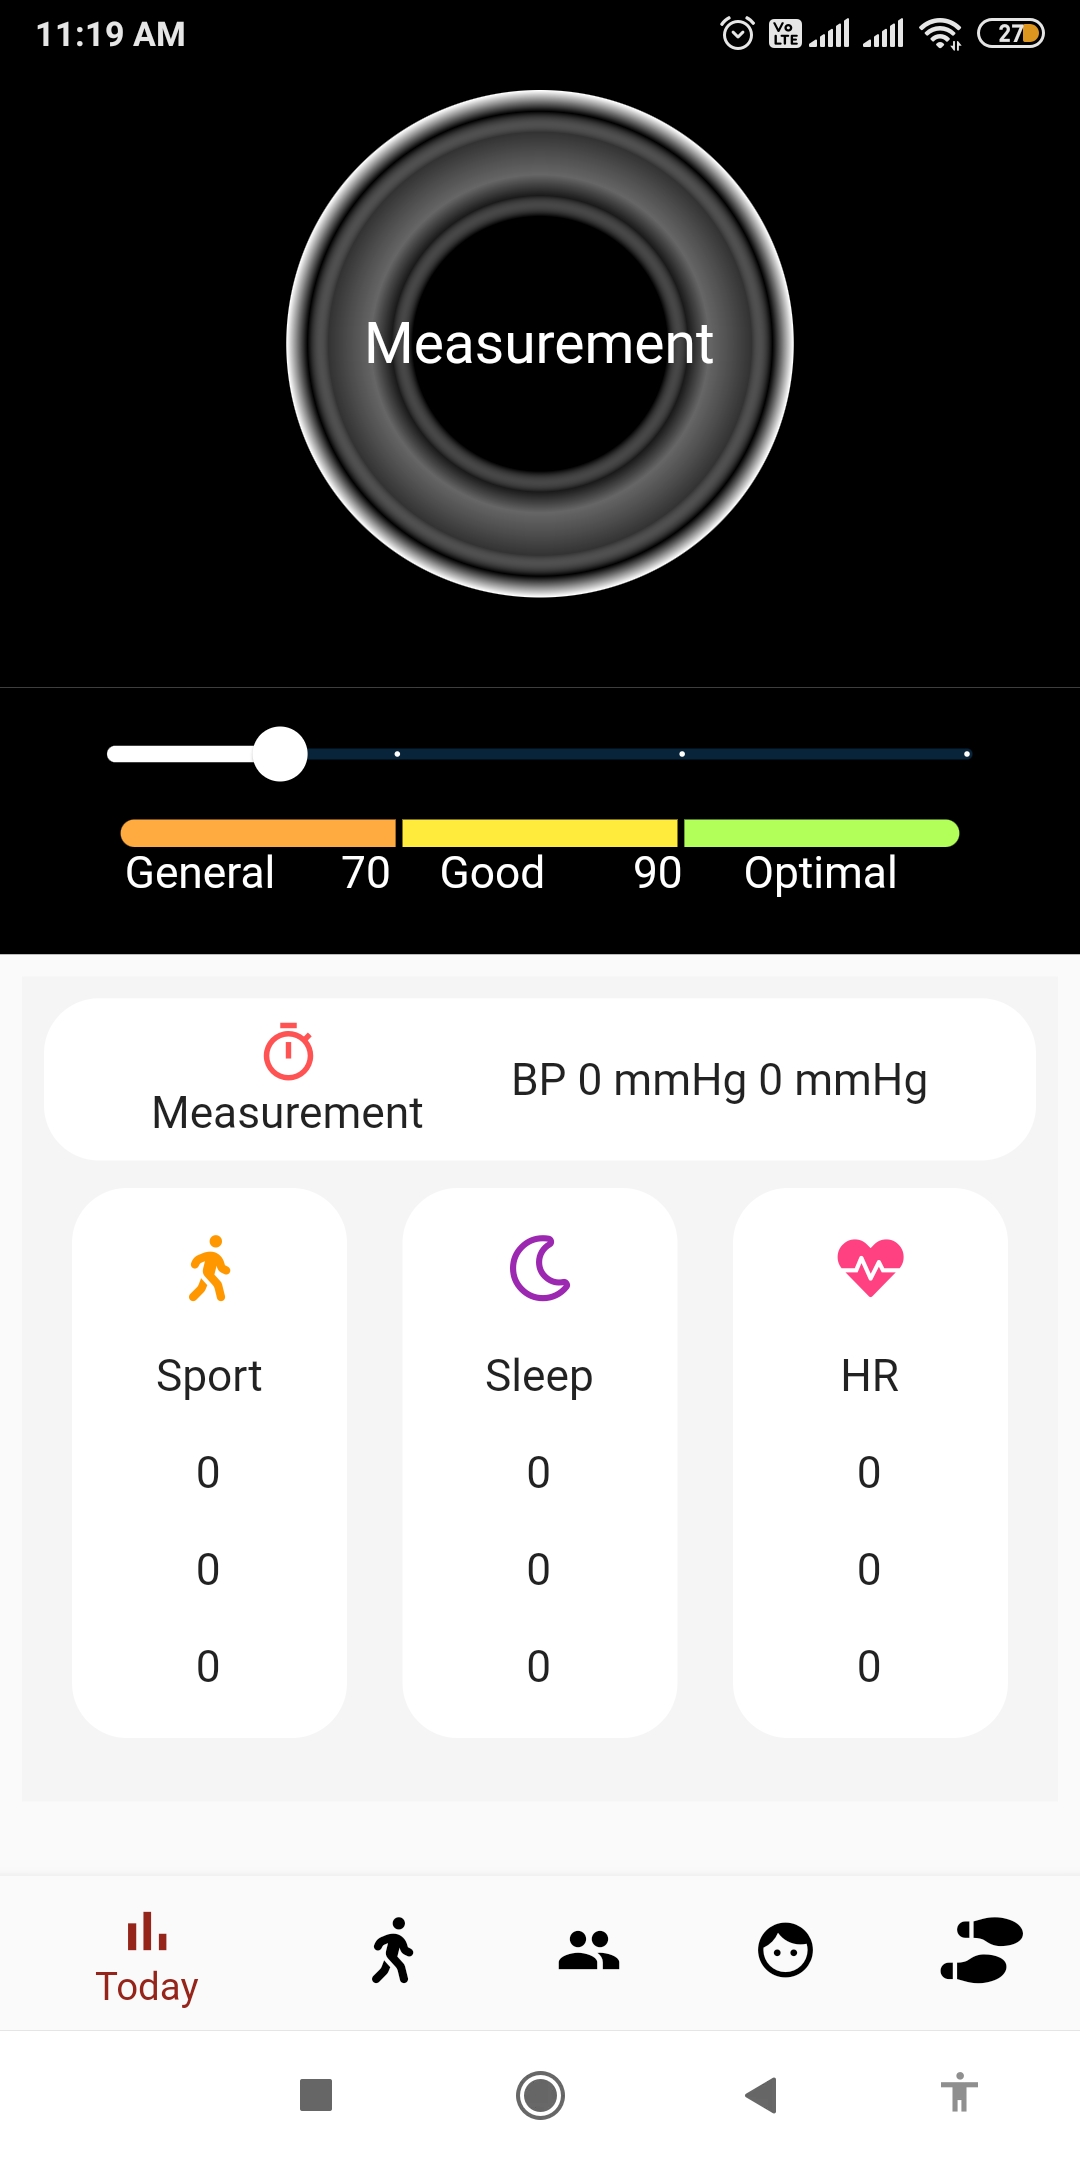 11:19 AM
Vo LTE
27
Measurement
General 70 Good 90 Optimal
Measurement
BP 0 mmHg 0 mmHg
Sport Sleep HR
0 0 0
0 0 0
0 0 0
Today